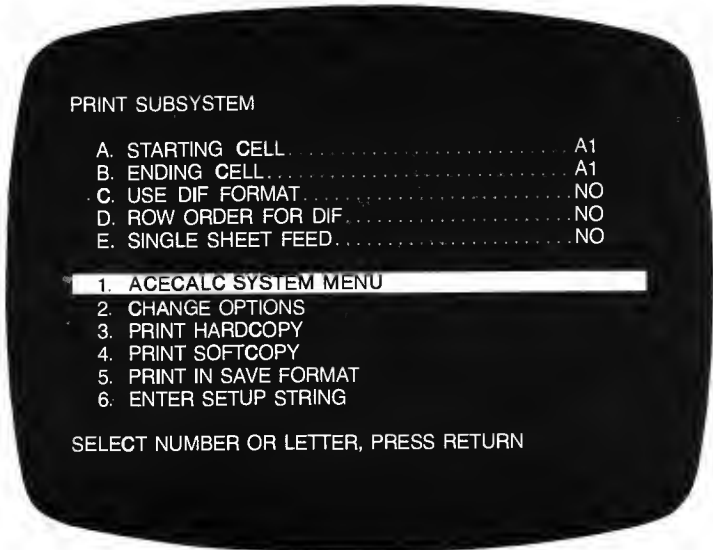 PRINT SUBSYSTEM
A. STARTING CELL.............................A1
B. ENDING CELL...............................A1
C. USE DIF FORMAT............................NO
D. ROW ORDER FOR DIF.........................NO
E. SINGLE SHEET FEED.........................NO
1. ACECALC SYSTEM MENU
2. CHANGE OPTIONS
3. PRINT HARDCOPY
4. PRINT SOFTCOPY
5. PRINT IN SAVE FORMAT
6. ENTER SETUP STRING
SELECT NUMBER OR LETTER, PRESS RETURN